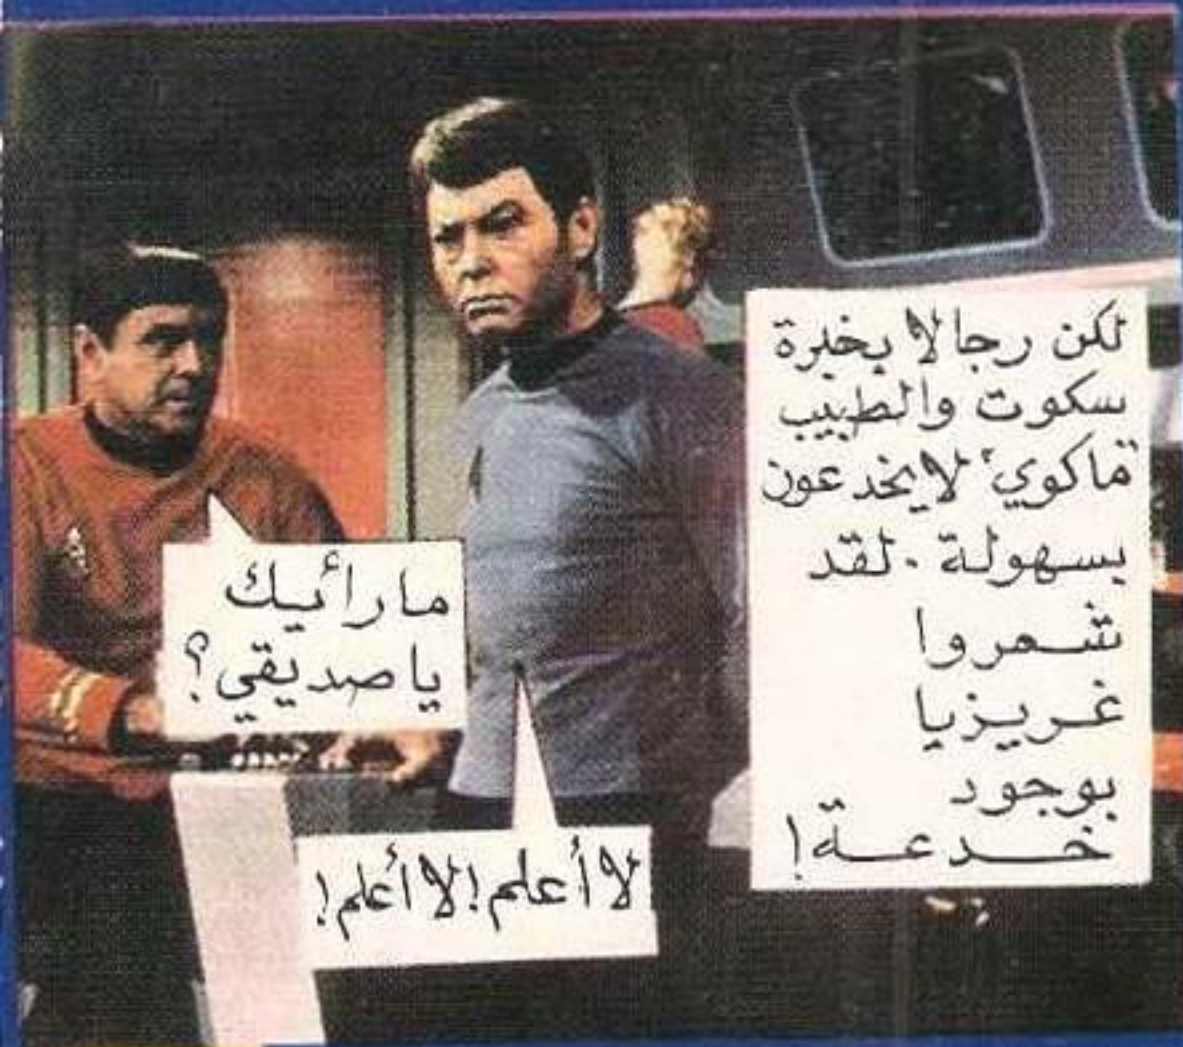 لكن رجالا بخبرة
سكوت والطبيب
"ماكوي" لا يخدعون
بسهولة . لقد
شعروا
غريزيا
بوجود
خدعة!
ما رائيك
يا صديقي؟
لا أعلم! لا أعلم!